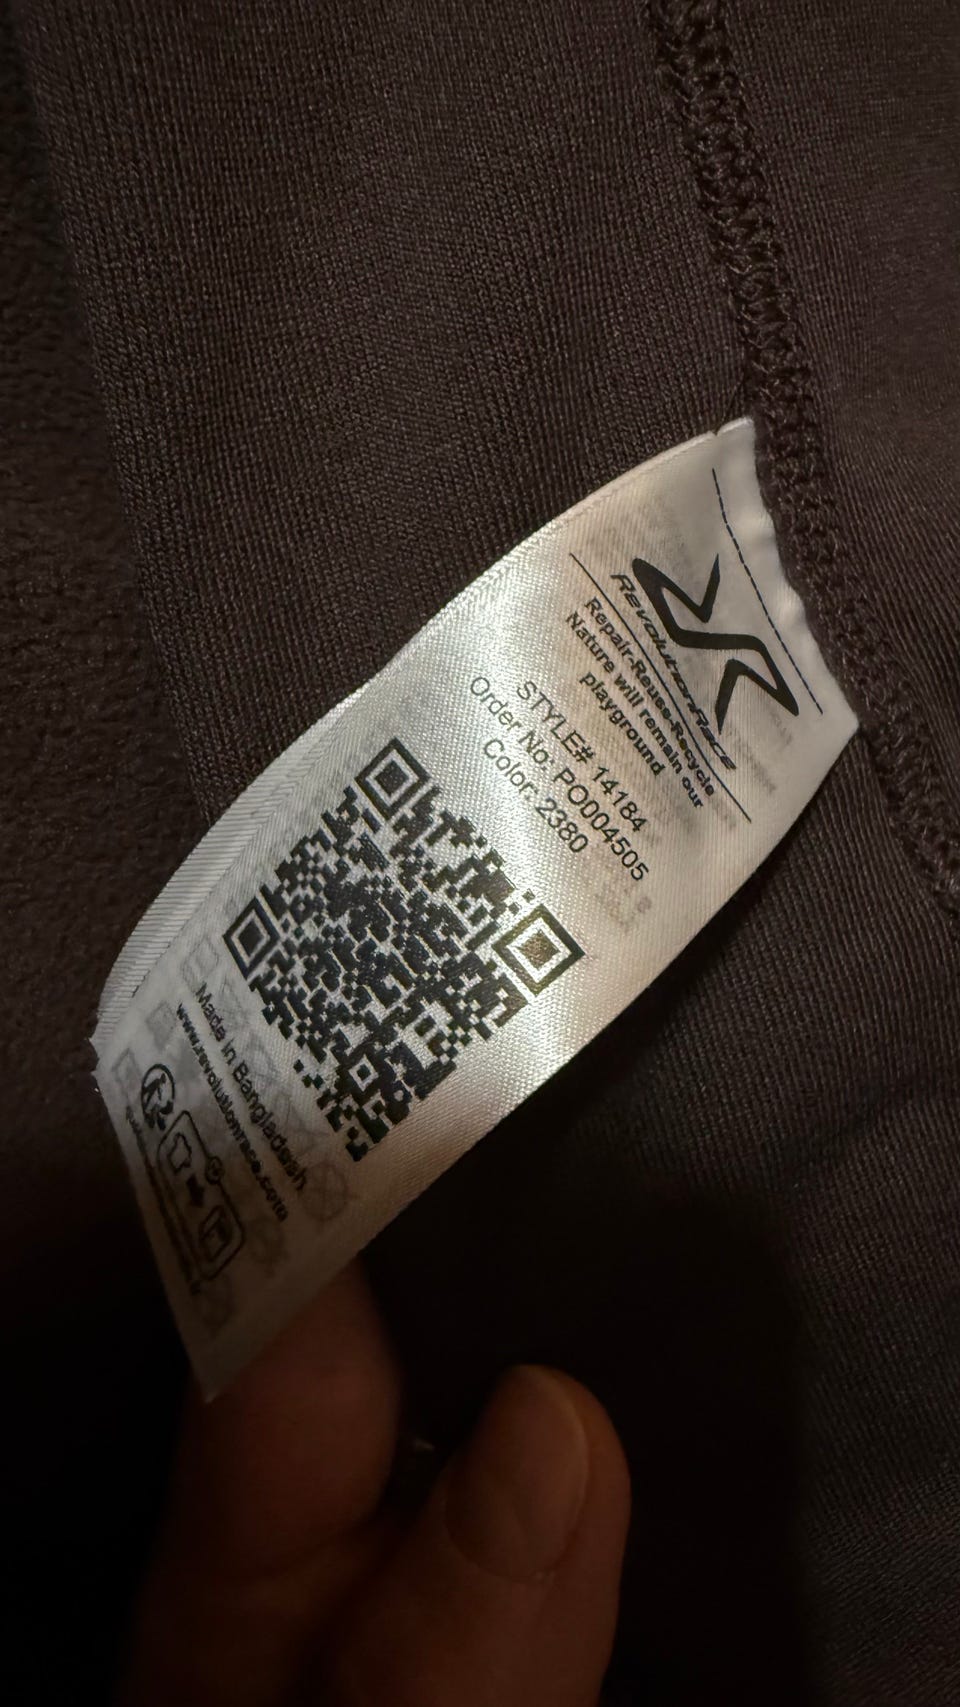 RevolutionRace
Repair-Reuse-Recycle
Nature will remain our
playground
STYLE# 14184
Order No: PO004505
Color: 2380
Made in Bangladesh
www.revolutionrace.com